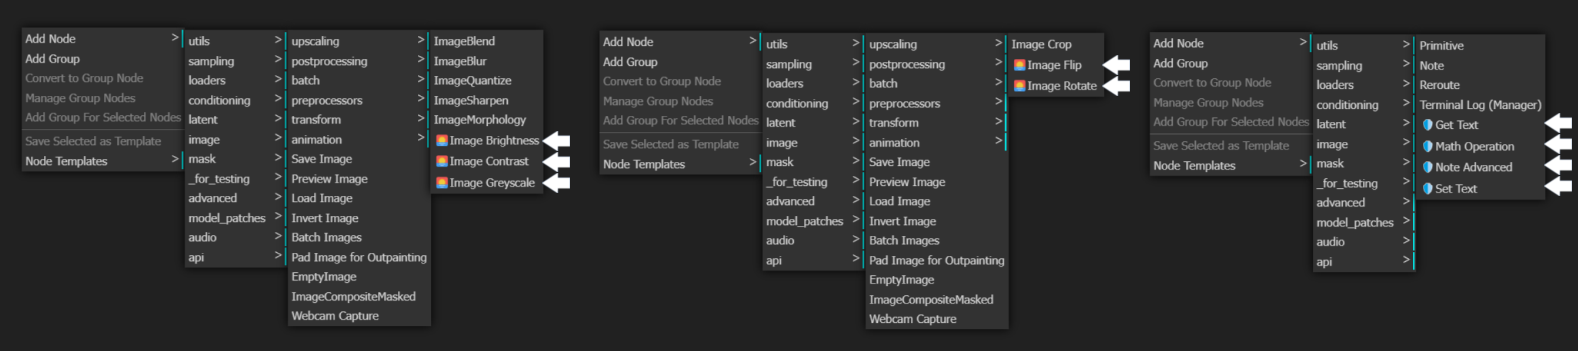 Add Node >
Add Group
Convert to Group Node
Manage Group Nodes
Add Group For Selected Nodes
Save Selected as Template
Node Templates >
utils >
sampling >
loaders >
conditioning >
latent >
image >
mask >
_for_testing >
advanced >
model_patches >
audio >
api >
upscaling >
postprocessing >
batch >
preprocessors >
transform >
animation >
Save Image
Preview Image
Load Image
Invert Image
Batch Images
Pad Image for Outpainting
EmptyImage
ImageCompositeMasked
Webcam Capture
ImageBlend
ImageBlur
ImageQuantize
ImageSharpen
ImageMorphology
Image Brightness
Image Contrast
Image Greyscale
Add Node >
Add Group
Convert to Group Node
Manage Group Nodes
Add Group For Selected Nodes
Save Selected as Template
Node Templates >
utils >
sampling >
loaders >
conditioning >
latent >
image >
mask >
_for_testing >
advanced >
model_patches >
audio >
api >
upscaling >
postprocessing >
batch >
preprocessors >
transform >
animation >
Save Image
Preview Image
Load Image
Invert Image
Batch Images
Pad Image for Outpainting
EmptyImage
ImageCompositeMasked
Webcam Capture
Image Crop
Image Flip
Image Rotate
Add Node >
Add Group
Convert to Group Node
Manage Group Nodes
Add Group For Selected Nodes
Save Selected as Template
Node Templates >
utils >
sampling >
loaders >
conditioning >
latent >
image >
mask >
_for_testing >
advanced >
model_patches >
audio >
api >
Primitive
Note
Reroute
Terminal Log (Manager)
Get Text
Math Operation
Note Advanced
Set Text